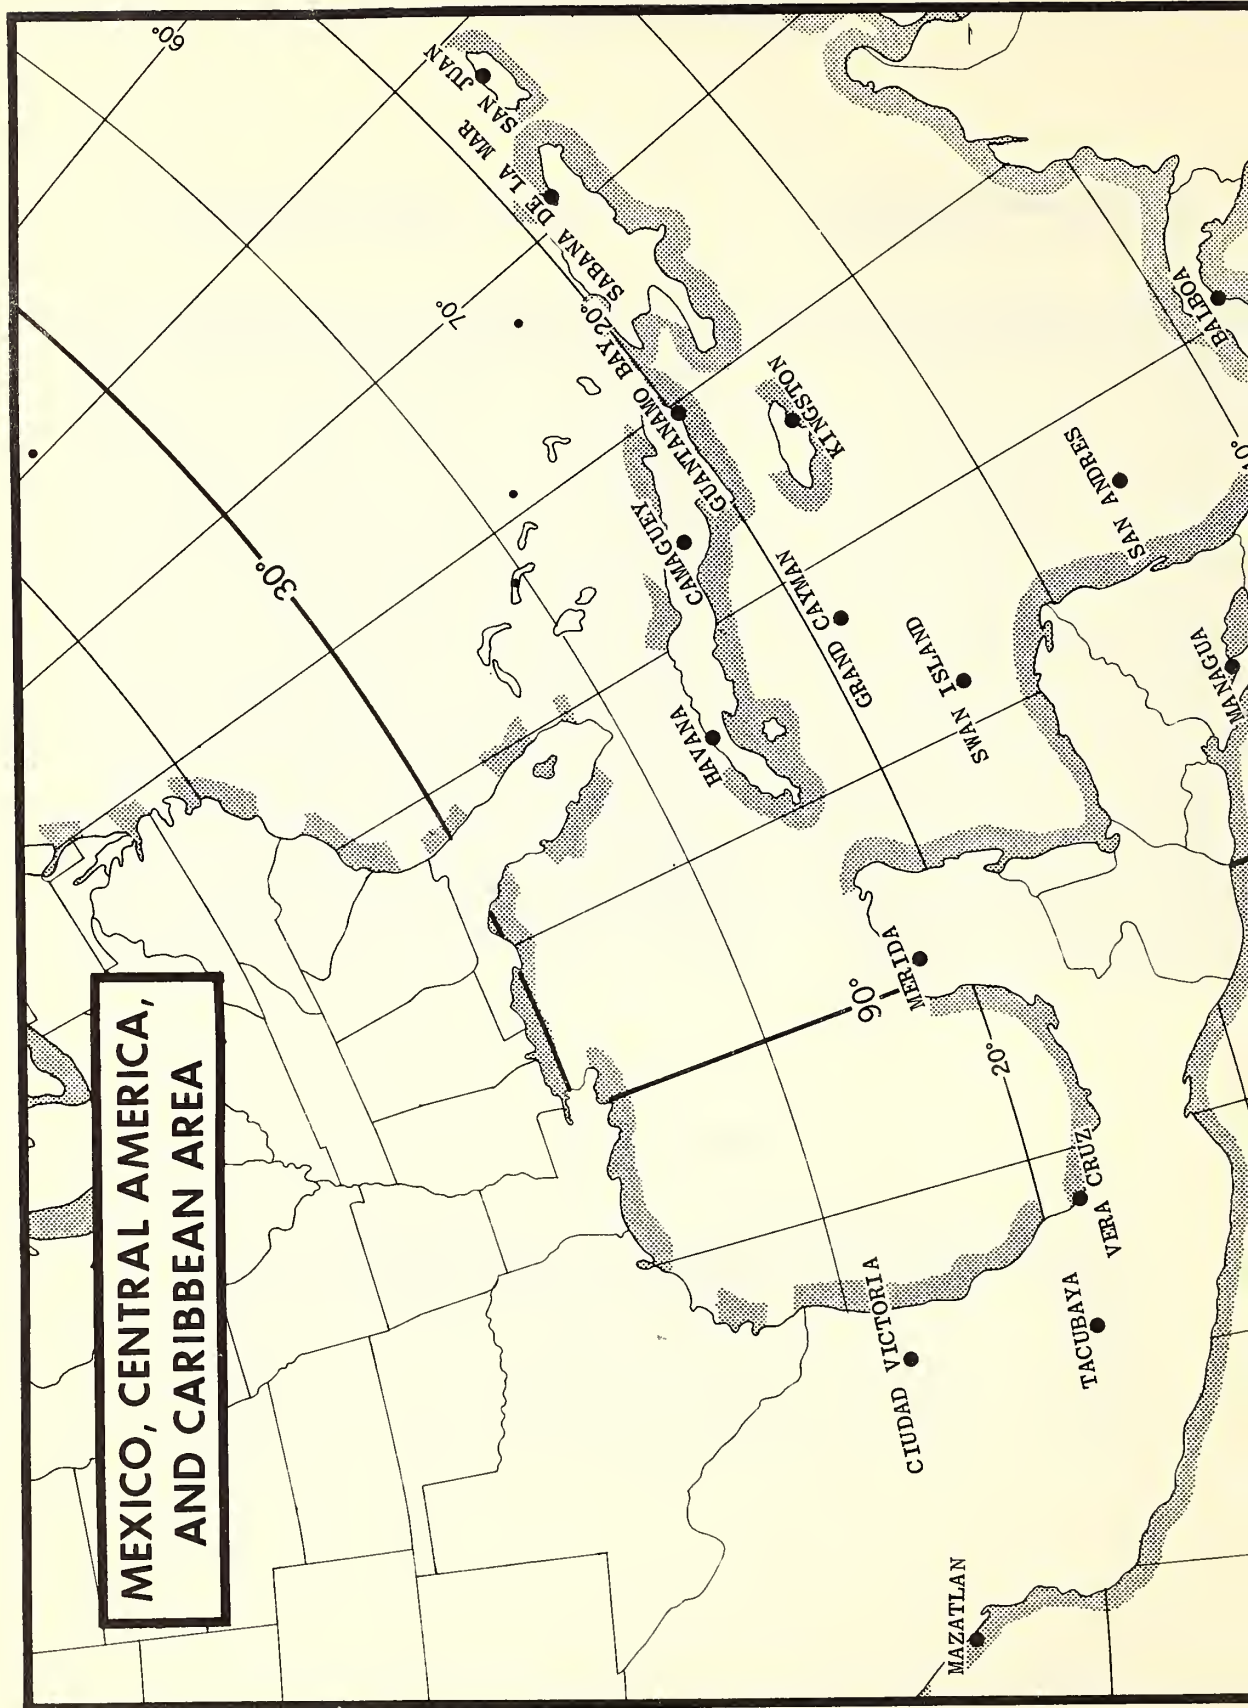 MEXICO, CENTRAL AMERICA,
AND CARIBBEAN AREA
60°
70°
30°
90°
20°
20°
10°
SAN JUAN
SABANA DE LA MAR
GUANTANAMO BAY
CAMAGUEY
HAVANA
KINGSTON
GRAND CAYMAN
SWAN ISLAND
SAN ANDRES
BALBOA
MANAGUA
MERIDA
VERA CRUZ
CIUDAD VICTORIA
TACUBAYA
MAZATLAN